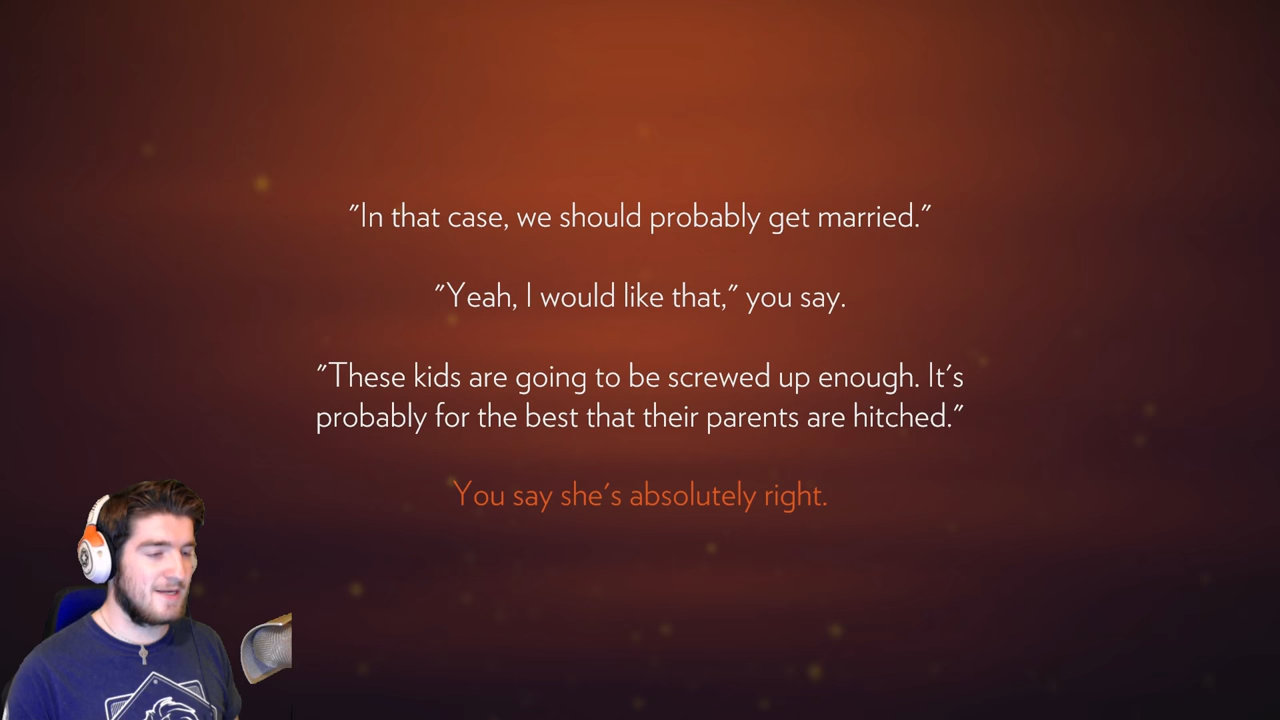 "In that case, we should probably get married."
"Yeah, I would like that," you say.
"These kids are going to be screwed up enough. It's
probably for the best that their parents are hitched."
You say she's absolutely right.